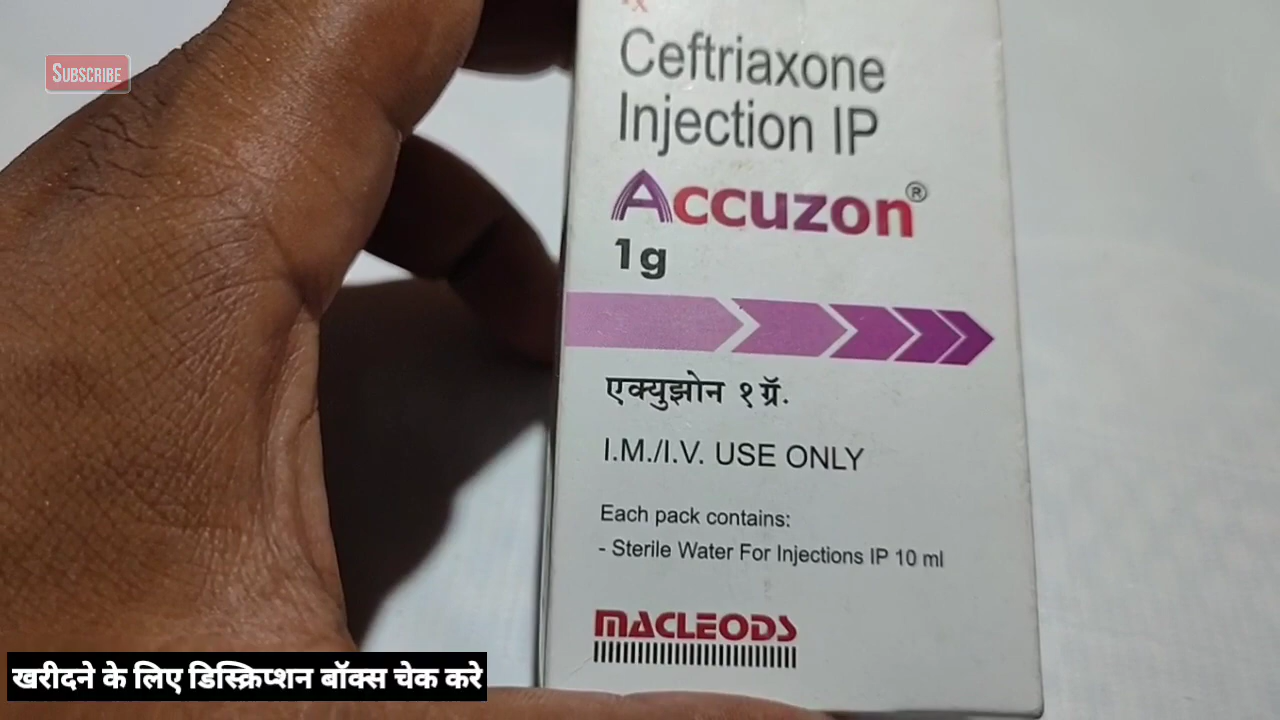 SUBSCRIBE
Ceftriaxone
Injection IP
Accuzon®
1g
एक्युझोन १ ग्रॅ.
I.M./I.V. USE ONLY
Each pack contains:
- Sterile Water For Injections IP 10 ml
MACLEODS
खरीदने के लिए डिस्क्रिप्शन बॉक्स चेक करे